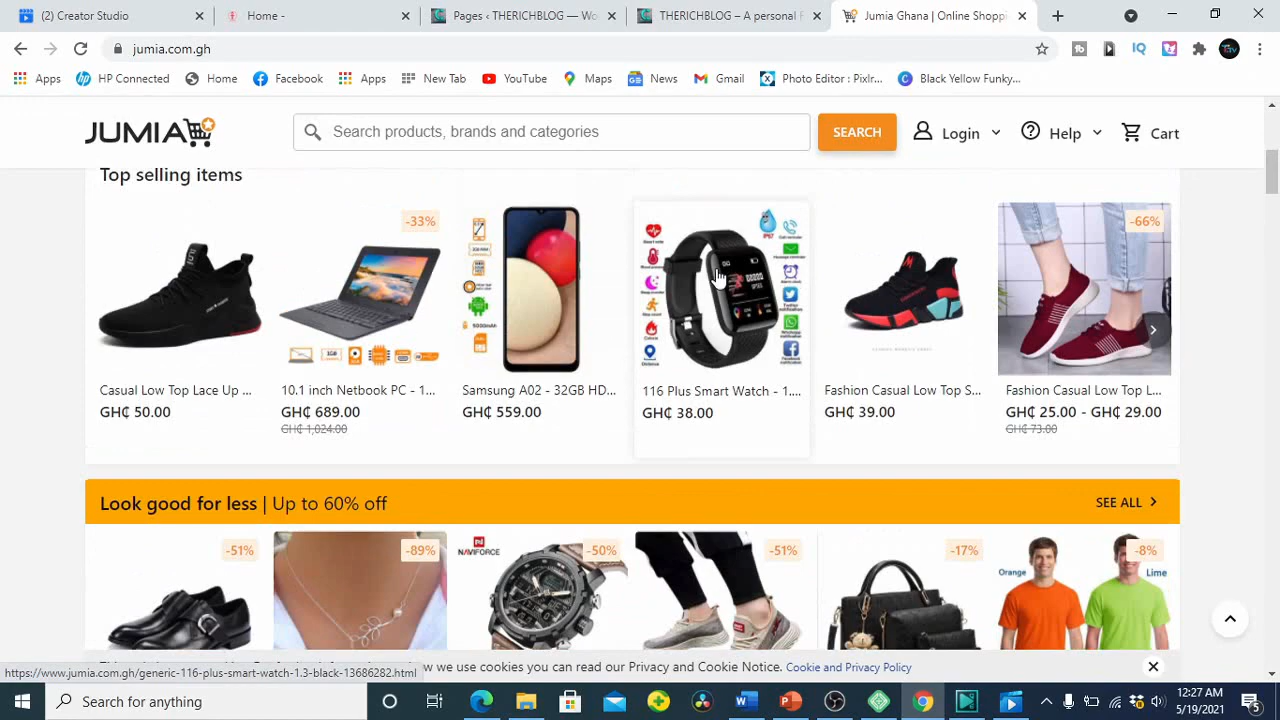 (2) Creator Studio
Home -
Pages ‹ THERICHBLOG — Wo
THERICHBLOG – A personal F
Jumia Ghana | Online Shopp
jumia.com.gh
Apps
HP Connected
Home
Facebook
Apps
New Tab
YouTube
Maps
News
Gmail
Photo Editor : Pixlr...
Black Yellow Funky...
JUMIA
Search products, brands and categories
SEARCH
Login
Help
Cart
Top selling items
-33%
-66%
Casual Low Top Lace Up ...
10.1 inch Netbook PC - 1...
Samsung A02 - 32GB HD...
116 Plus Smart Watch - 1....
Fashion Casual Low Top S...
Fashion Casual Low Top L...
GH₵ 50.00
GH₵ 689.00
GH₵ 559.00
GH₵ 38.00
GH₵ 39.00
GH₵ 25.00 - GH₵ 29.00
GH₵ 1,024.00
GH₵ 73.00
Look good for less | Up to 60% off
SEE ALL
-51%
-89%
NAVIFORCE
-50%
-51%
-17%
-8%
Orange
Lime
w we use cookies you can read our Privacy and Cookie Notice. Cookie and Privacy Policy
https://www.jumia.com.gh/generic-116-plus-smart-watch-1.3-black-13686282.html
Search for anything
12:27 AM
5/19/2021
5